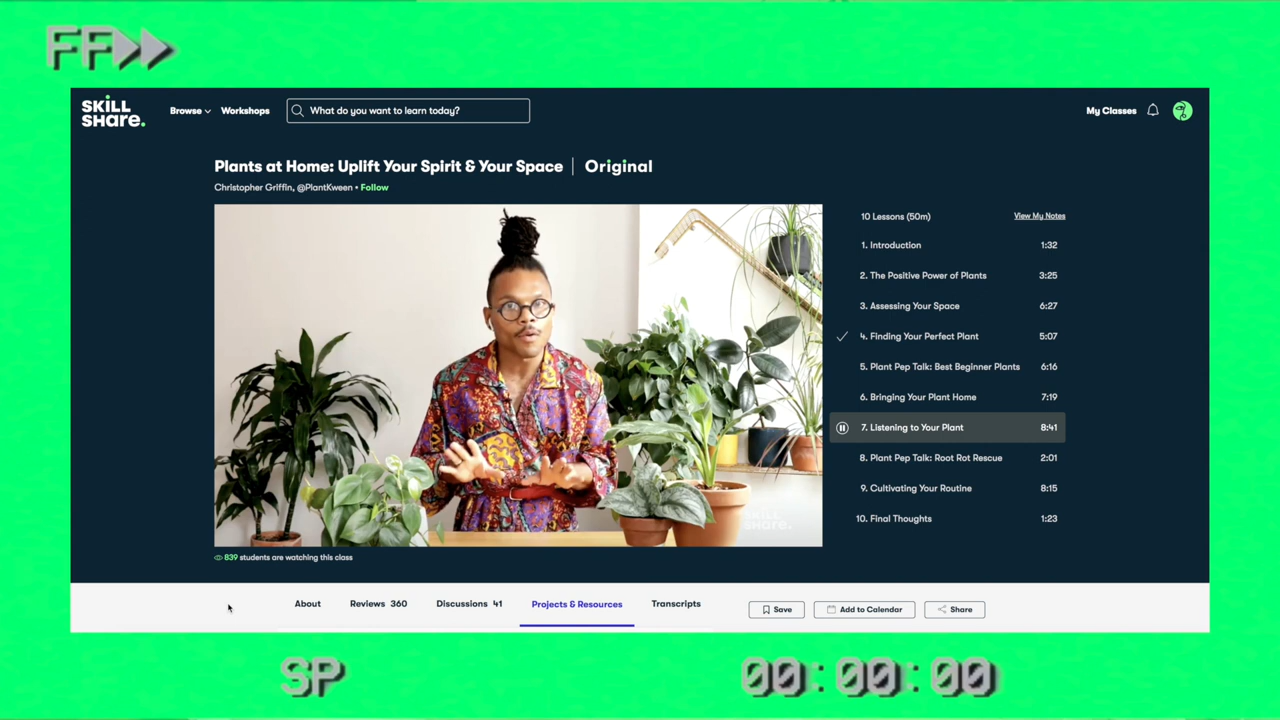 FF
SKILL
SHARE.
Browse
Workshops
What do you want to learn today?
My Classes
Plants at Home: Uplift Your Spirit & Your Space | Original
Christopher Griffin, @PlantKween • Follow
10 Lessons (50m)
View My Notes
1. Introduction 1:32
2. The Positive Power of Plants 3:25
3. Assessing Your Space 6:27
4. Finding Your Perfect Plant 5:07
5. Plant Pep Talk: Best Beginner Plants 6:16
6. Bringing Your Plant Home 7:19
7. Listening to Your Plant 8:41
8. Plant Pep Talk: Root Rot Rescue 2:01
9. Cultivating Your Routine 8:15
10. Final Thoughts 1:23
SKILL
SHARE.
839 students are watching this class
About
Reviews 360
Discussions 41
Projects & Resources
Transcripts
Save
Add to Calendar
Share
SP
00:00:00